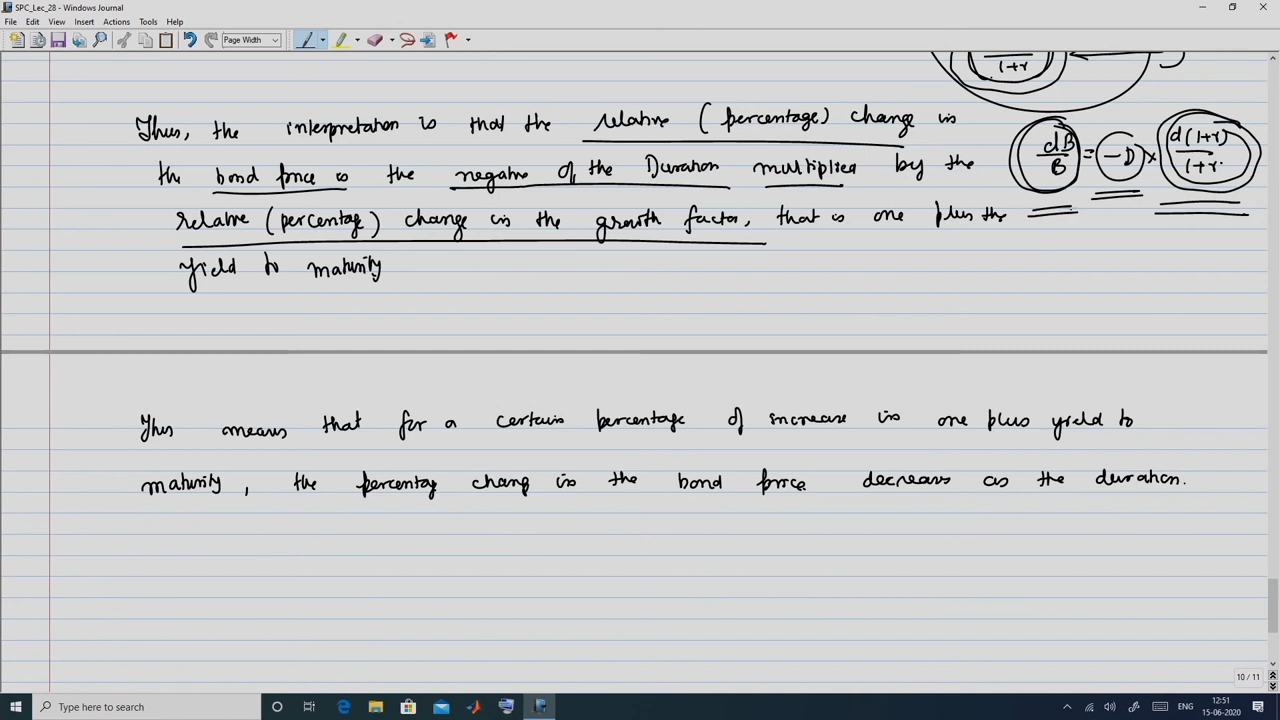 SPC_Lec_28 - Windows Journal
File Edit View Insert Actions Tools Help
Page Width
1+r
Thus, the interpretation is that the relative (percentage) change in
the bond price is the negative of the Duration multiplied by the
relative (percentage) change in the growth factor, that is one plus the
yield to maturity
dB/B = -D × d(1+r)/1+r
This means that for a certain percentage of increase in one plus yield to
maturity, the percentag chang in the bond price decreases as the duration.
10 / 11
Type here to search
ENG
12:51
15-06-2020